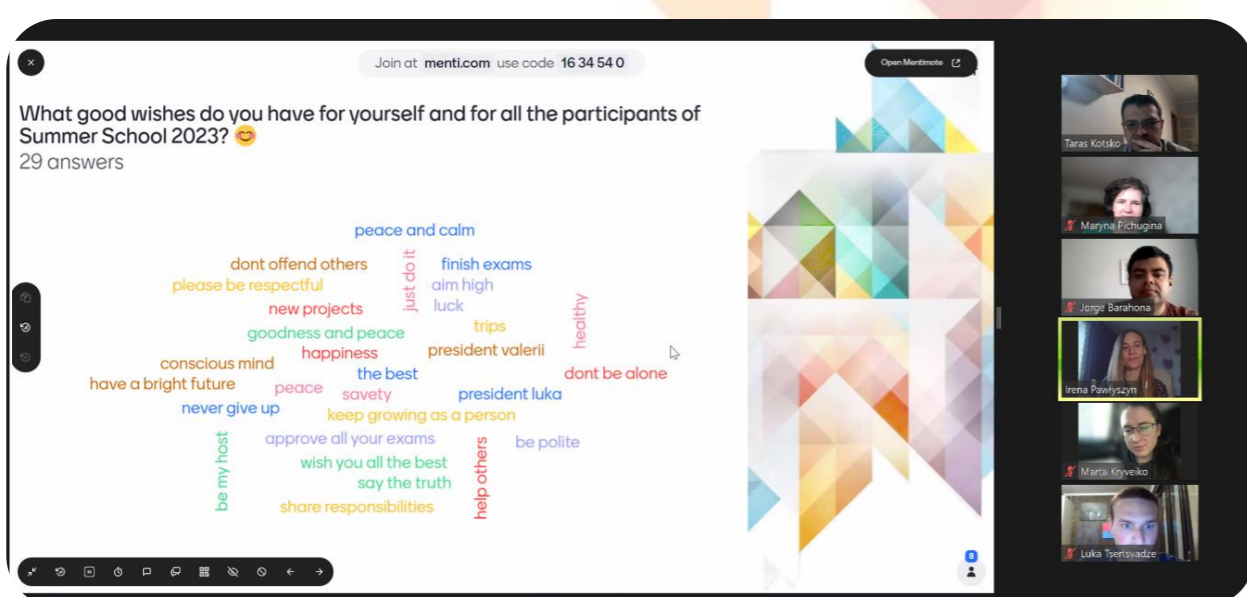 Join at menti.com use code 16 34 54 0
Open Mentimote
What good wishes do you have for yourself and for all the participants of
Summer School 2023? 😊
29 answers
peace and calm
dont offend others
just do it
finish exams
please be respectful
aim high
new projects
luck
healthy
goodness and peace
trips
happiness
president valerii
conscious mind
the best
dont be alone
have a bright future
peace
savety
president luka
never give up
keep growing as a person
be my host
approve all your exams
help others
be polite
wish you all the best
say the truth
share responsibilities
8
Taras Kotsko
Maryna Pichugina
Jorge Barahona
Irena Pawłyszyn
Marta Kryveiko
Luka Tsertsvadze